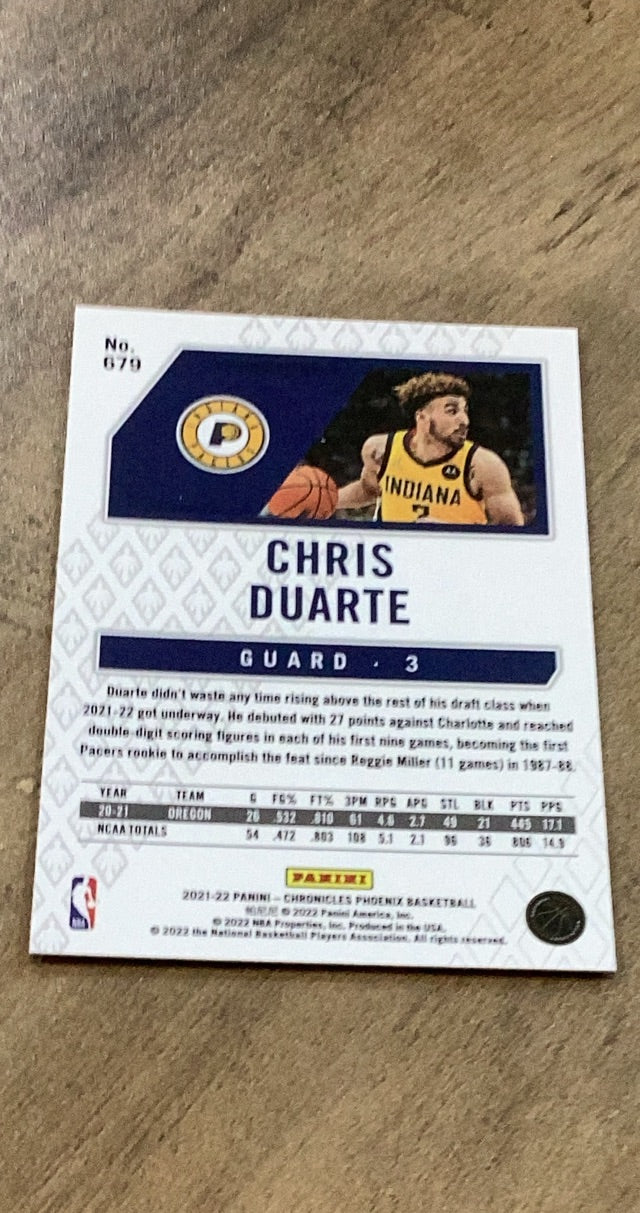 No.
679
INDIANA
3
CHRIS
DUARTE
GUARD · 3
Duarte didn't waste any time rising above the rest of his draft class when
2021-22 got underway. He debuted with 27 points against Charlotte and reached
double-digit scoring figures in each of his first nine games, becoming the first
Pacers rookie to accomplish the feat since Reggie Miller (11 games) in 1987-88.
YEAR TEAM G FG% FT% 3PM RPG APG STL BLK PTS PPG
20-21 OREGON 26 .532 .810 61 4.6 2.7 49 21 445 17.1
NCAA TOTALS 54 .472 .803 108 5.1 2.1 96 36 806 14.9
PANINI
2021-22 PANINI – CHRONICLES PHOENIX BASKETBALL
© 2022 Panini America, Inc.
© 2022 NBA Properties, Inc. Produced in the USA.
© 2022 the National Basketball Players Association. All rights reserved.
NBA